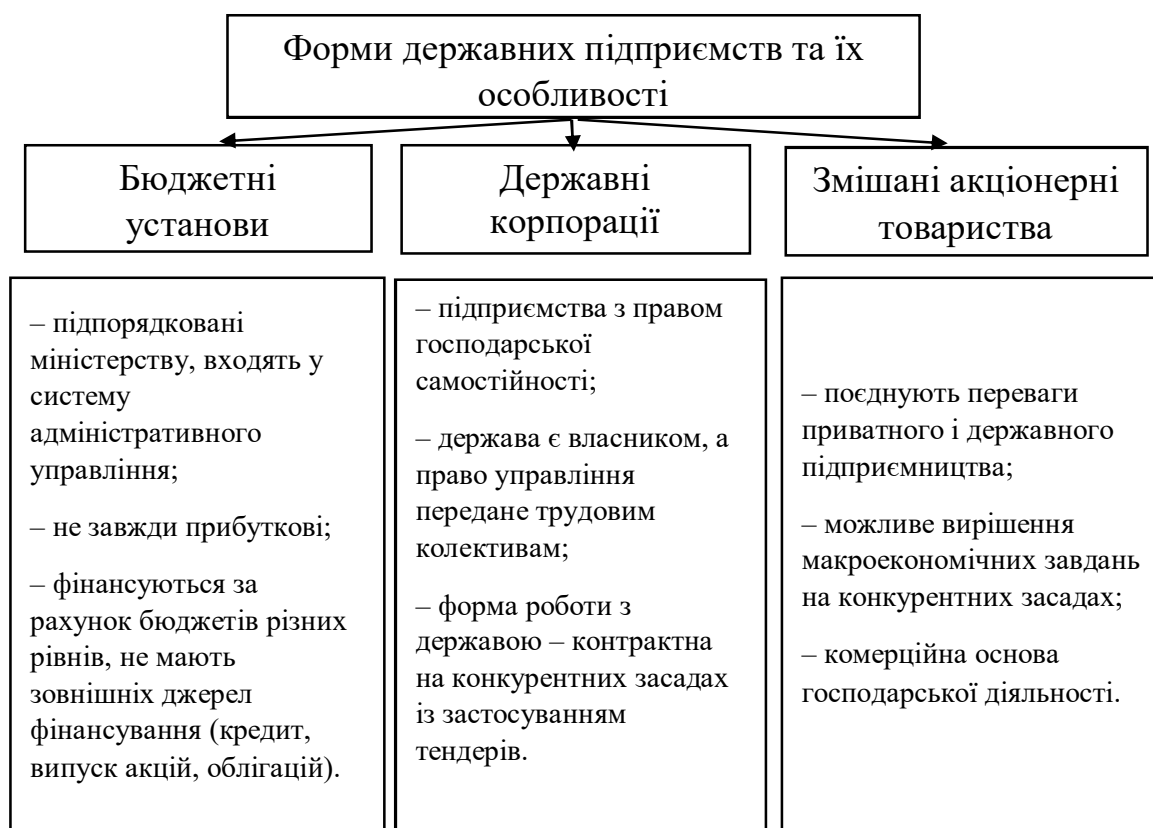 Форми державних підприємств та їх
особливості
Бюджетні
установи
Державні
корпорації
Змішані акціонерні
товариства
– підпорядковані
міністерству, входять у
систему
адміністративного
управління;
– не завжди прибуткові;
– фінансуються за
рахунок бюджетів різних
рівнів, не мають
зовнішніх джерел
фінансування (кредит,
випуск акцій, облігацій).
– підприємства з правом
господарської
самостійності;
– держава є власником, а
право управління
передане трудовим
колективам;
– форма роботи з
державою – контрактна
на конкурентних засадах
із застосуванням
тендерів.
– поєднують переваги
приватного і державного
підприємництва;
– можливе вирішення
макроекономічних завдань
на конкурентних засадах;
– комерційна основа
господарської діяльності.